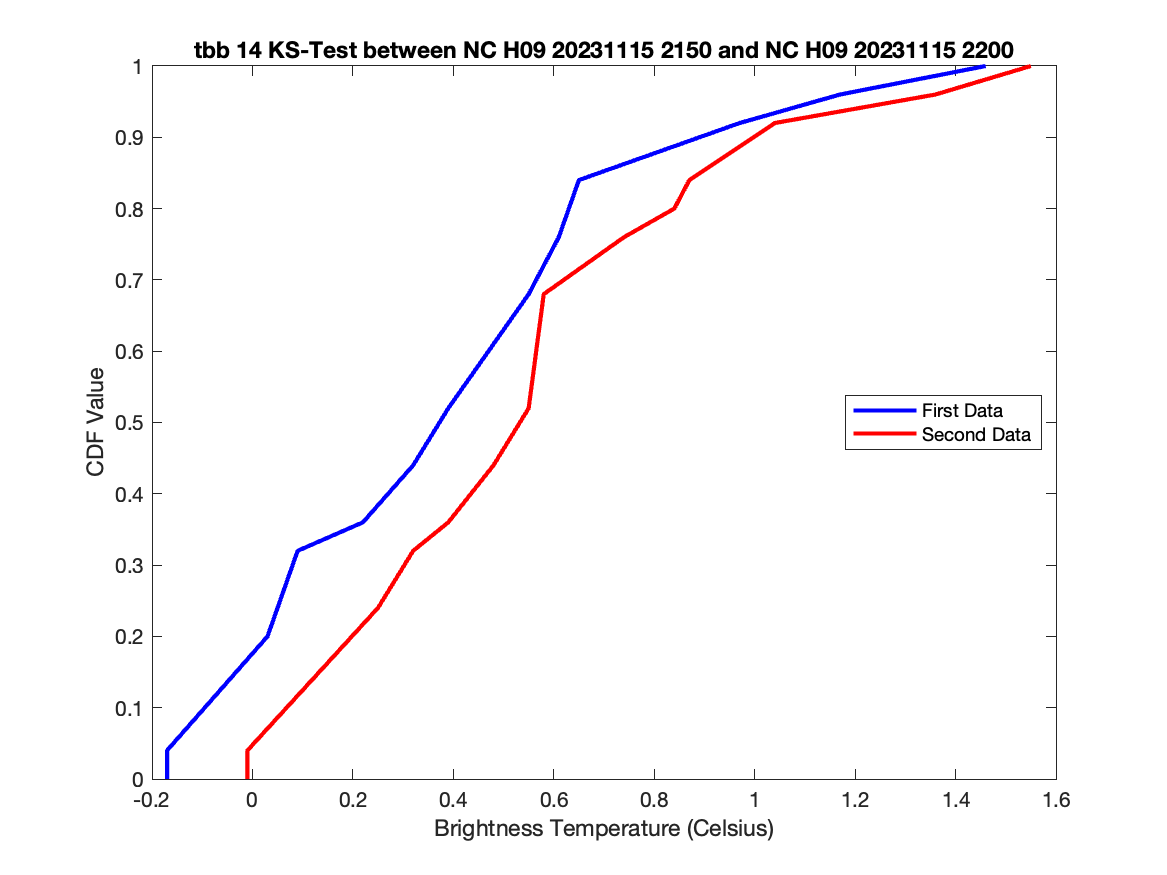 tbb 14 KS-Test between NC H09 20231115 2150 and NC H09 20231115 2200
1
0.9
0.8
0.7
0.6
0.5
0.4
0.3
0.2
0.1
0
CDF Value
First Data
Second Data
-0.2 0 0.2 0.4 0.6 0.8 1 1.2 1.4 1.6
Brightness Temperature (Celsius)